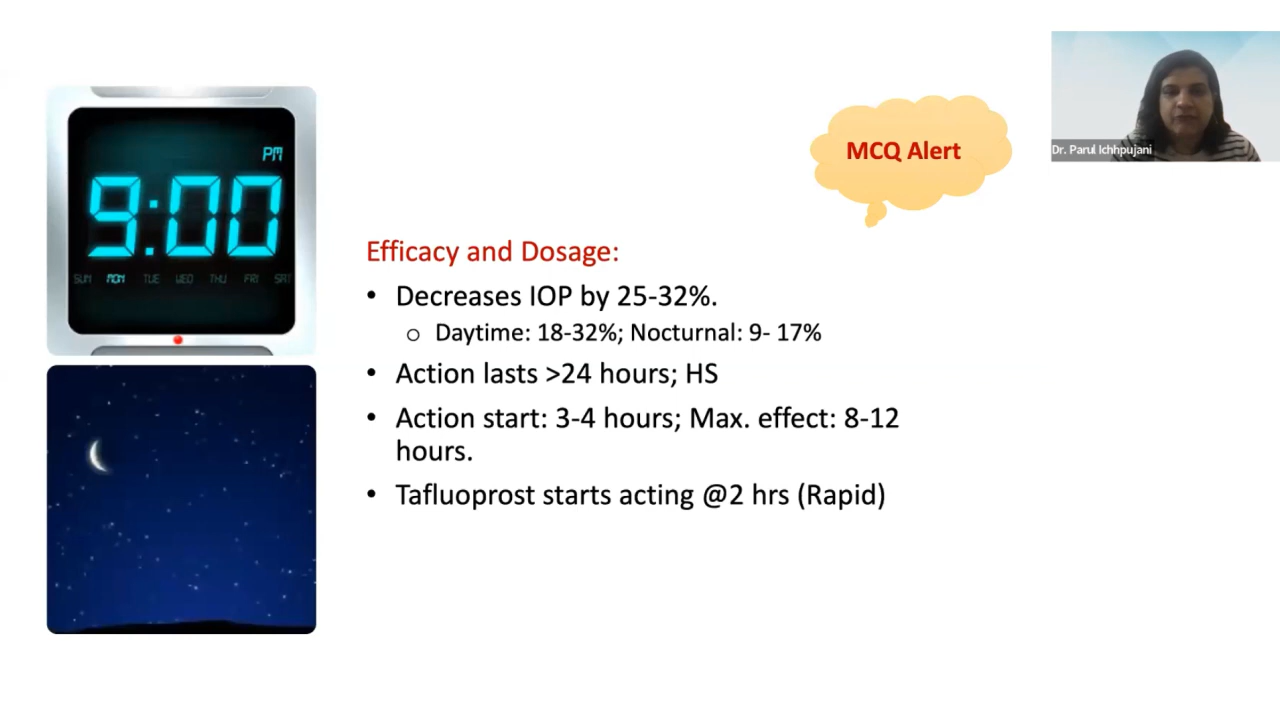 PM
9:00
SUN MON TUE WED THU FRI SAT
MCQ Alert
Dr. Parul Ichhpujani
Efficacy and Dosage:
• Decreases IOP by 25-32%.
o Daytime: 18-32%; Nocturnal: 9- 17%
• Action lasts >24 hours; HS
• Action start: 3-4 hours; Max. effect: 8-12
hours.
• Tafluoprost starts acting @2 hrs (Rapid)